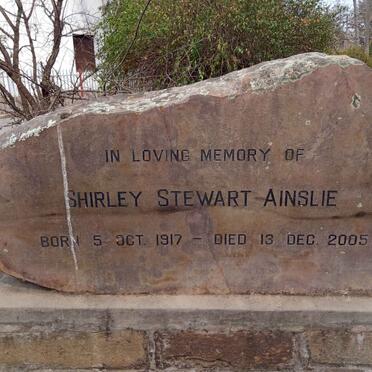 IN LOVING MEMORY OF
SHIRLEY STEWART AINSLIE
BORN 5 OCT. 1917 – DIED 13 DEC. 2005